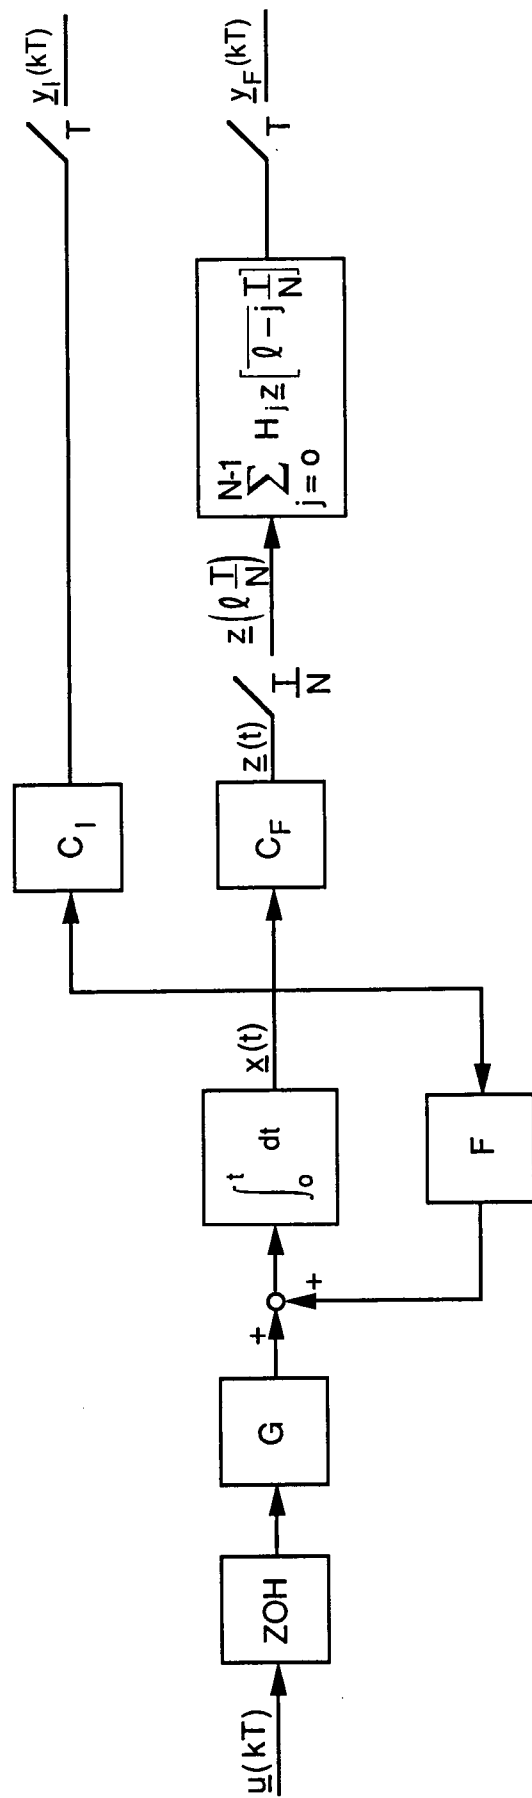 u(kT)
ZOH
G
+
+
∫₀ᵗ dt
x(t)
F
C_I
C_F
z(t)
T/N
z(ℓ T/N)
∑_{j=0}^{N-1} H_j z[(ℓ-j) T/N]
T
y_I(kT)
T
y_F(kT)